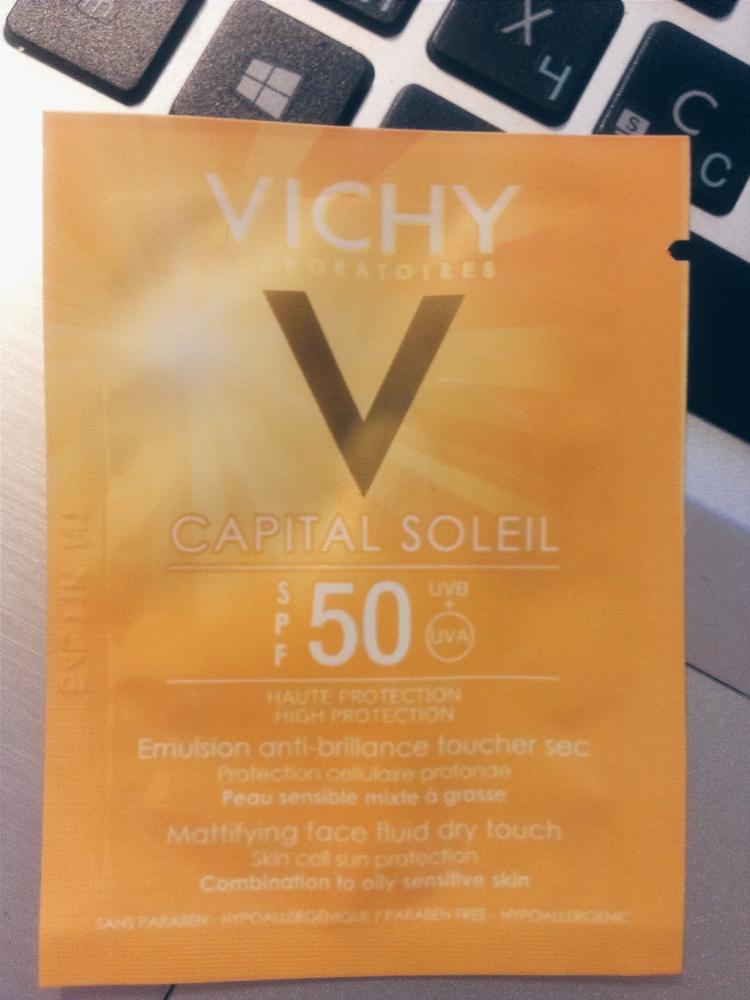 X
Ч
C
С
VICHY
LABORATOIRES
V
CAPITAL SOLEIL
SPF
50
UVB
+
UVA
HAUTE PROTECTION
HIGH PROTECTION
Emulsion anti-brillance toucher sec
Protection cellulaire profonde
Peau sensible mixte à grasse
Mattifying face fluid dry touch
Skin cell sun protection
Combination to oily sensitive skin
SANS PARABEN - HYPOALLERGÉNIQUE / PARABEN FREE - HYPOALLERGENIC